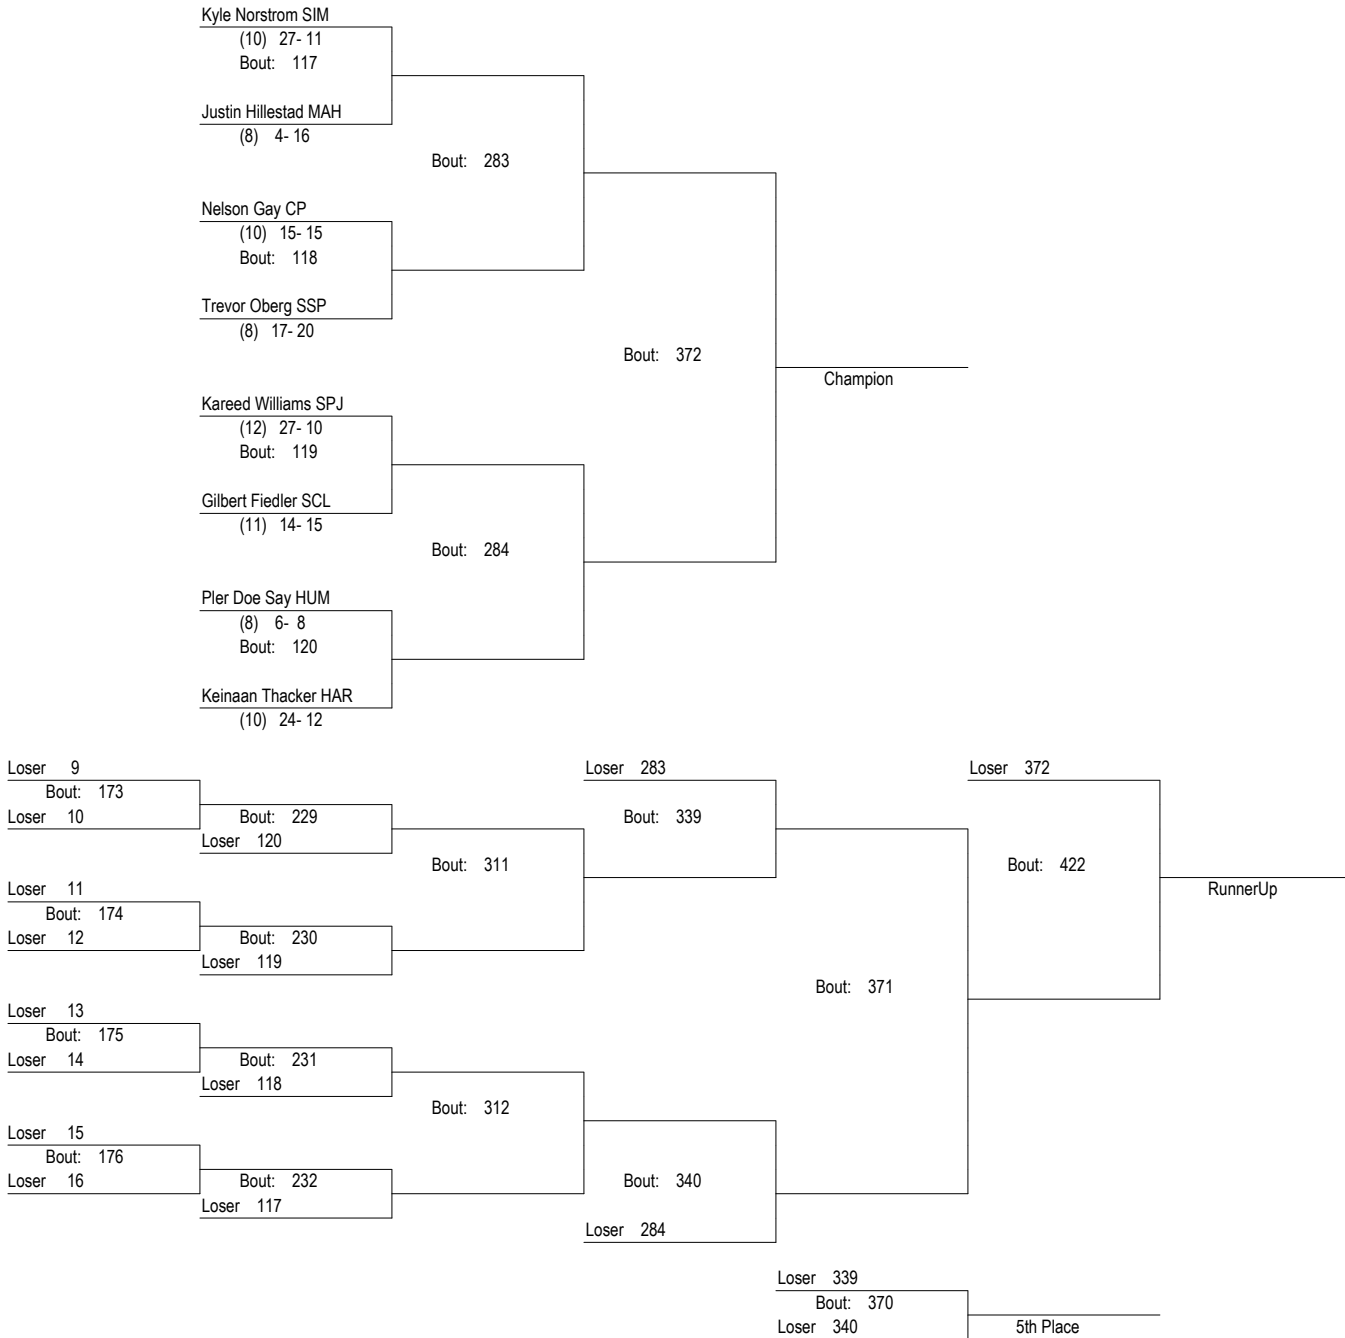 Kyle Norstrom SIM
(10) 27- 11
Bout: 117
Justin Hillestad MAH
(8) 4- 16
Bout: 283
Nelson Gay CP
(10) 15- 15
Bout: 118
Trevor Oberg SSP
(8) 17- 20
Bout: 372
Champion
Kareed Williams SPJ
(12) 27- 10
Bout: 119
Gilbert Fiedler SCL
(11) 14- 15
Bout: 284
Pler Doe Say HUM
(8) 6- 8
Bout: 120
Keinaan Thacker HAR
(10) 24- 12
Loser 9
Bout: 173
Loser 10
Bout: 229
Loser 120
Bout: 311
Loser 283
Bout: 339
Loser 372
Bout: 422
RunnerUp
Loser 11
Bout: 174
Loser 12
Bout: 230
Loser 119
Bout: 371
Loser 13
Bout: 175
Loser 14
Bout: 231
Loser 118
Bout: 312
Loser 15
Bout: 176
Loser 16
Bout: 232
Loser 117
Bout: 340
Loser 284
Loser 339
Bout: 370
Loser 340
5th Place